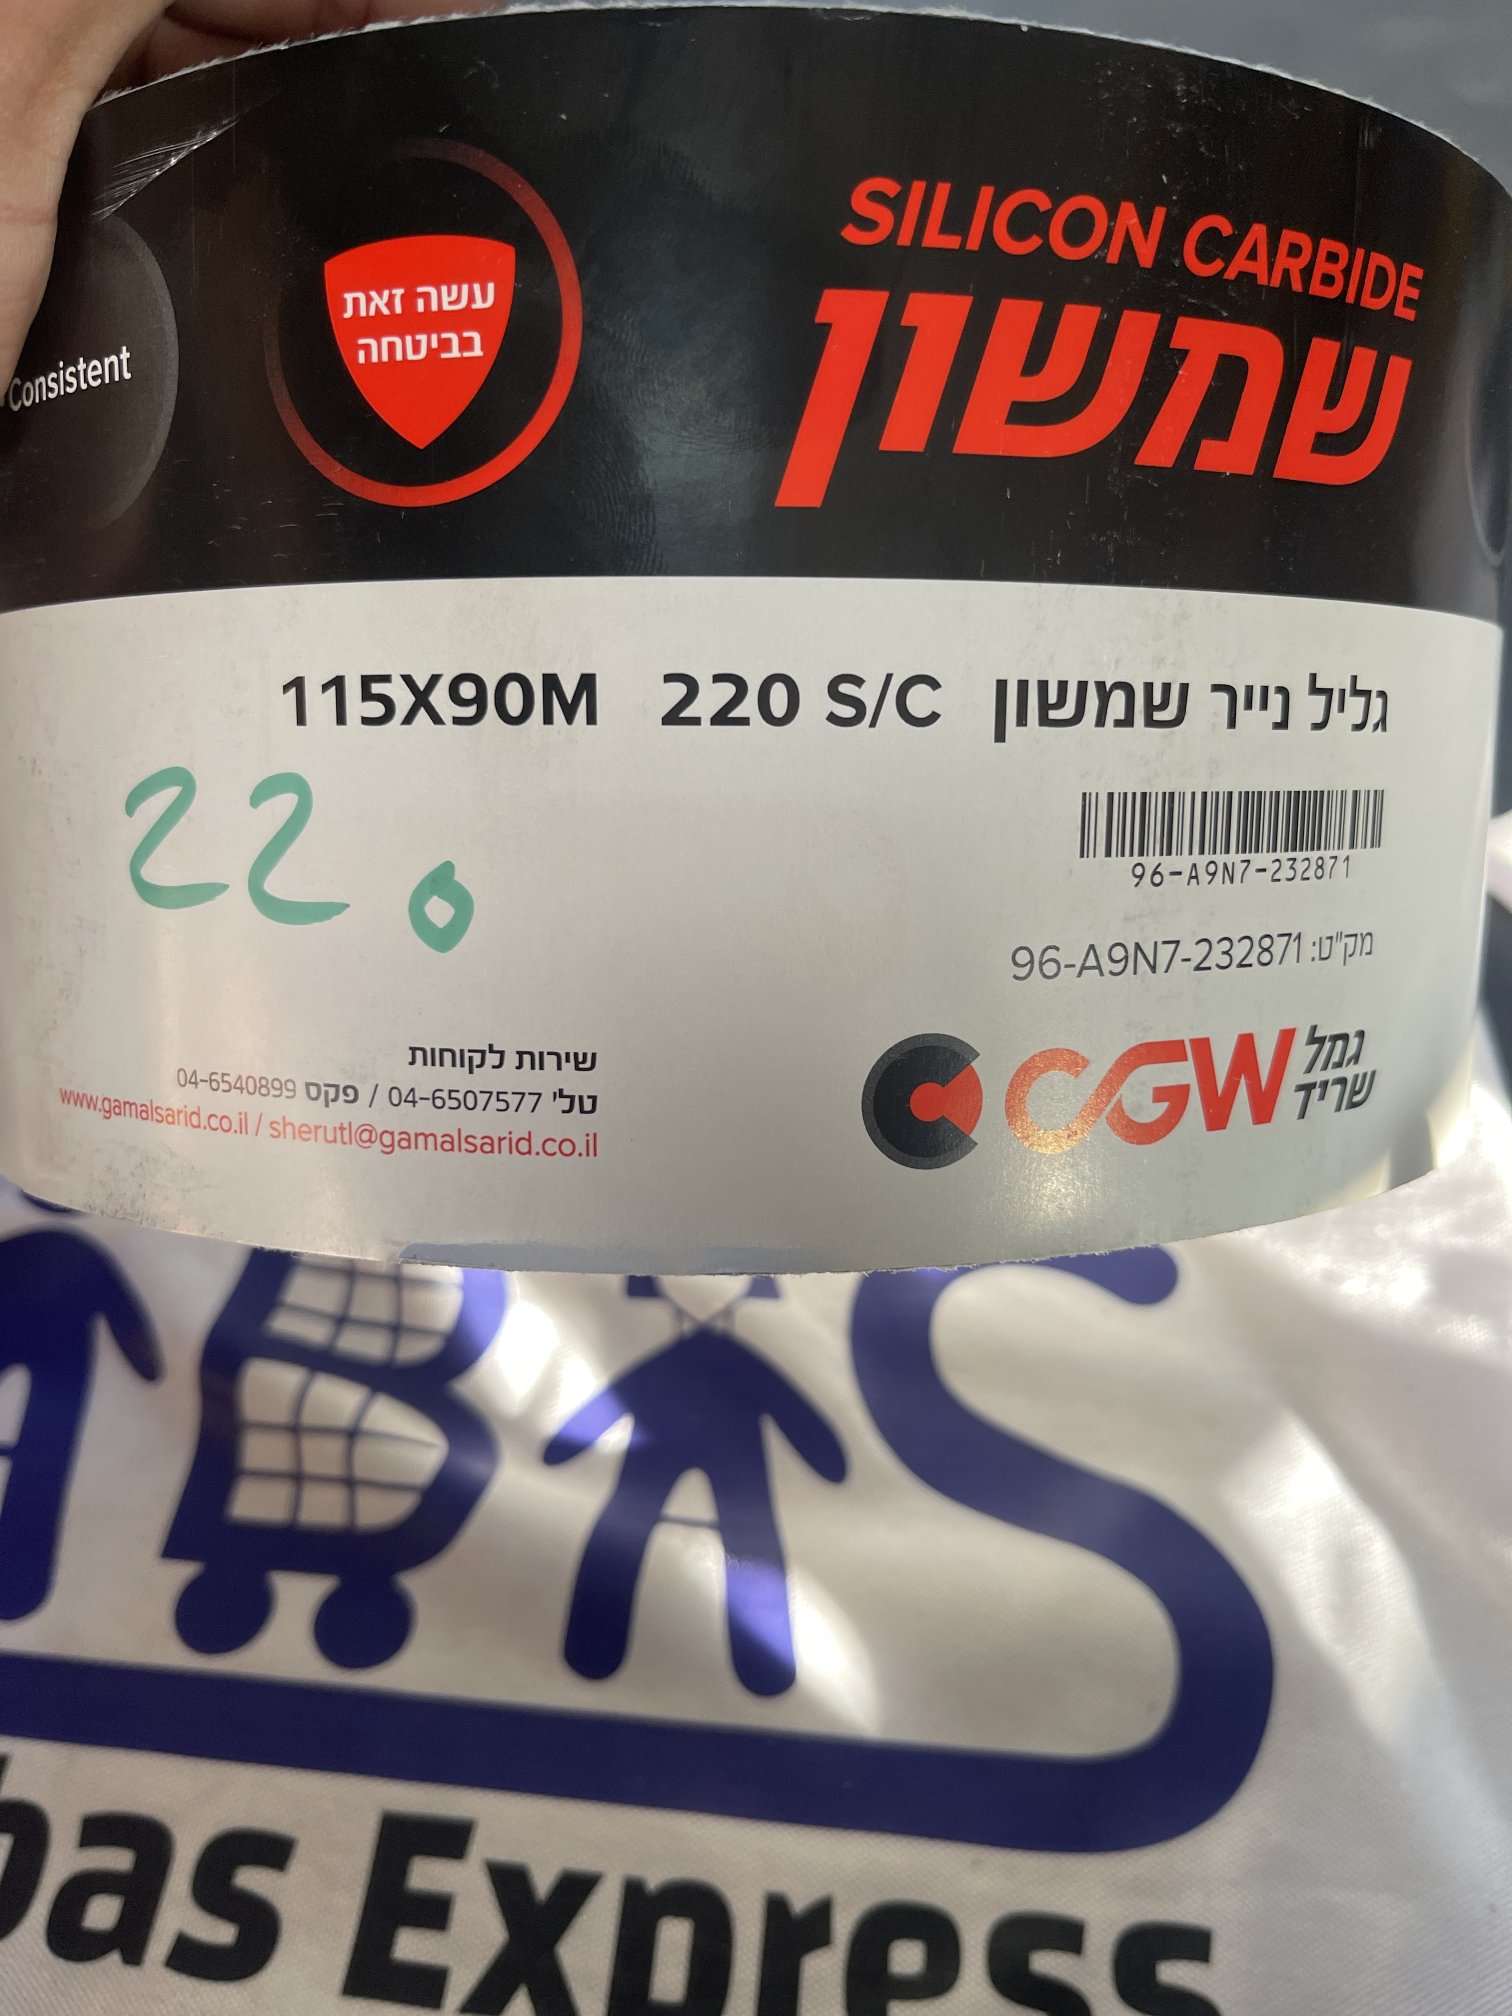 Consistent
עשה זאת
בביטחה
SILICON CARBIDE
שמשון
גליל נייר שמשון 220 S/C 115X90M
220
96-A9N7-232871
מק"ט: 96-A9N7-232871
CGW גמל
שריד
שירות לקוחות
טל' 04-6507577 / פקס 04-6540899
www.gamalsarid.co.il / sherutl@gamalsarid.co.il
Express